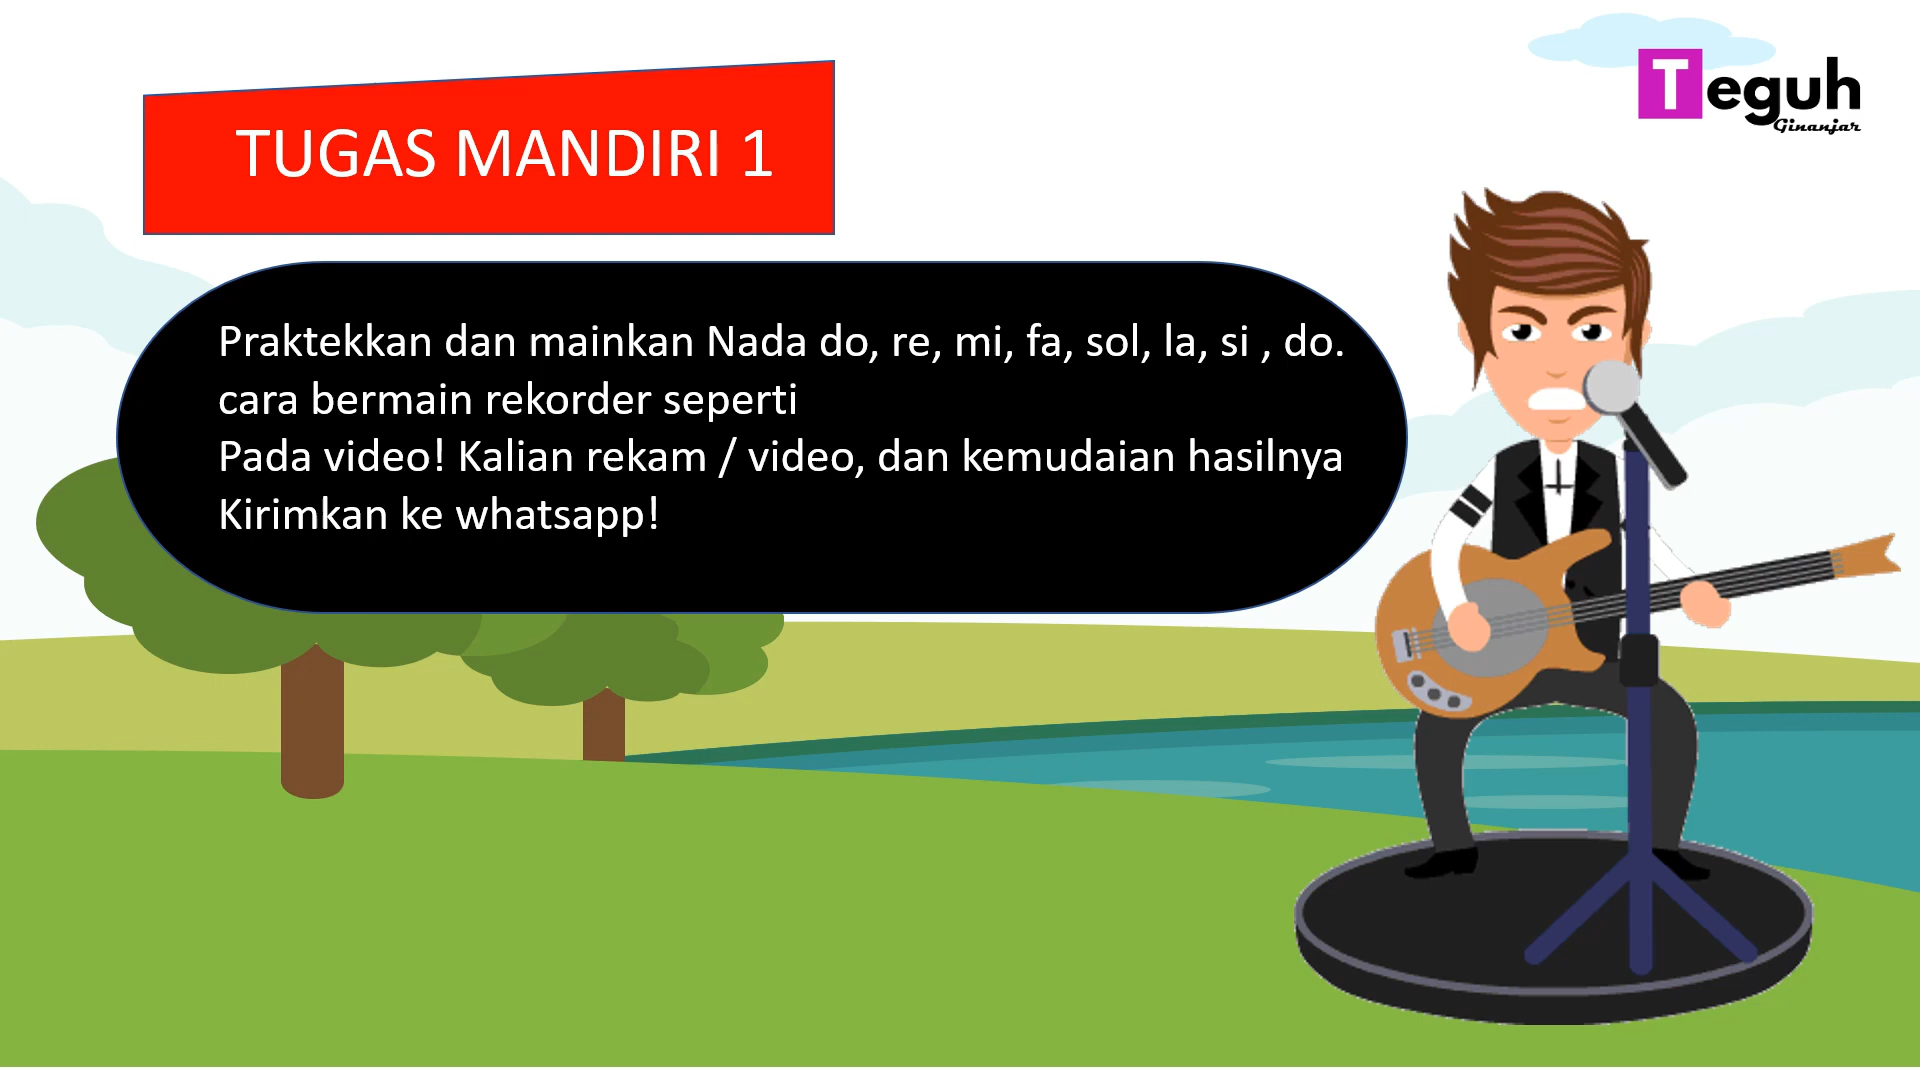 Teguh
Ginanjar
TUGAS MANDIRI 1
Praktekkan dan mainkan Nada do, re, mi, fa, sol, la, si , do.
cara bermain rekorder seperti
Pada video! Kalian rekam / video, dan kemudaian hasilnya
Kirimkan ke whatsapp!